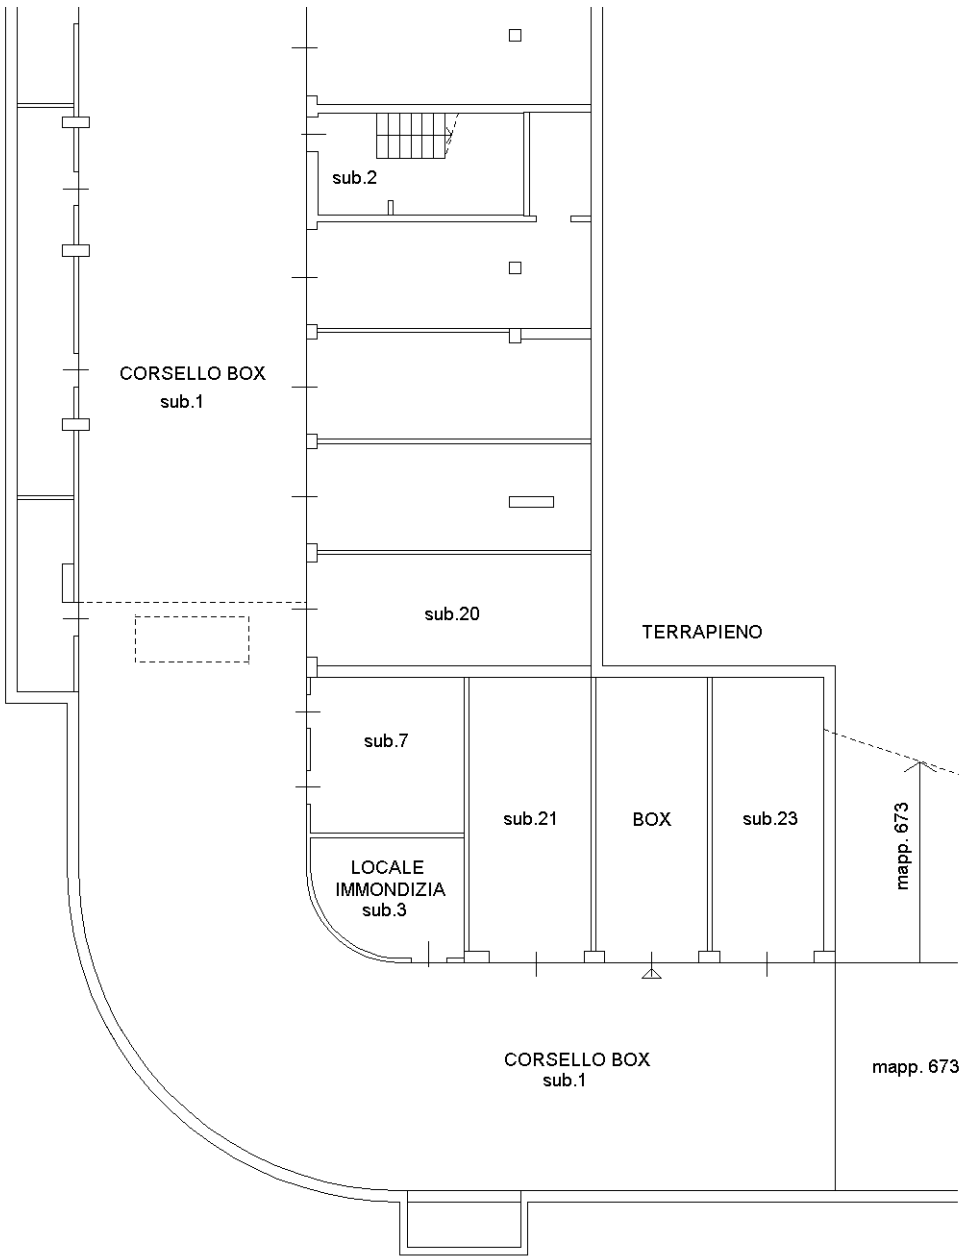 sub.2
CORSELLO BOX
sub.1
sub.20
TERRAPIENO
sub.7
sub.21
BOX
sub.23
mapp. 673
LOCALE
IMMONDIZIA
sub.3
CORSELLO BOX
sub.1
mapp. 673